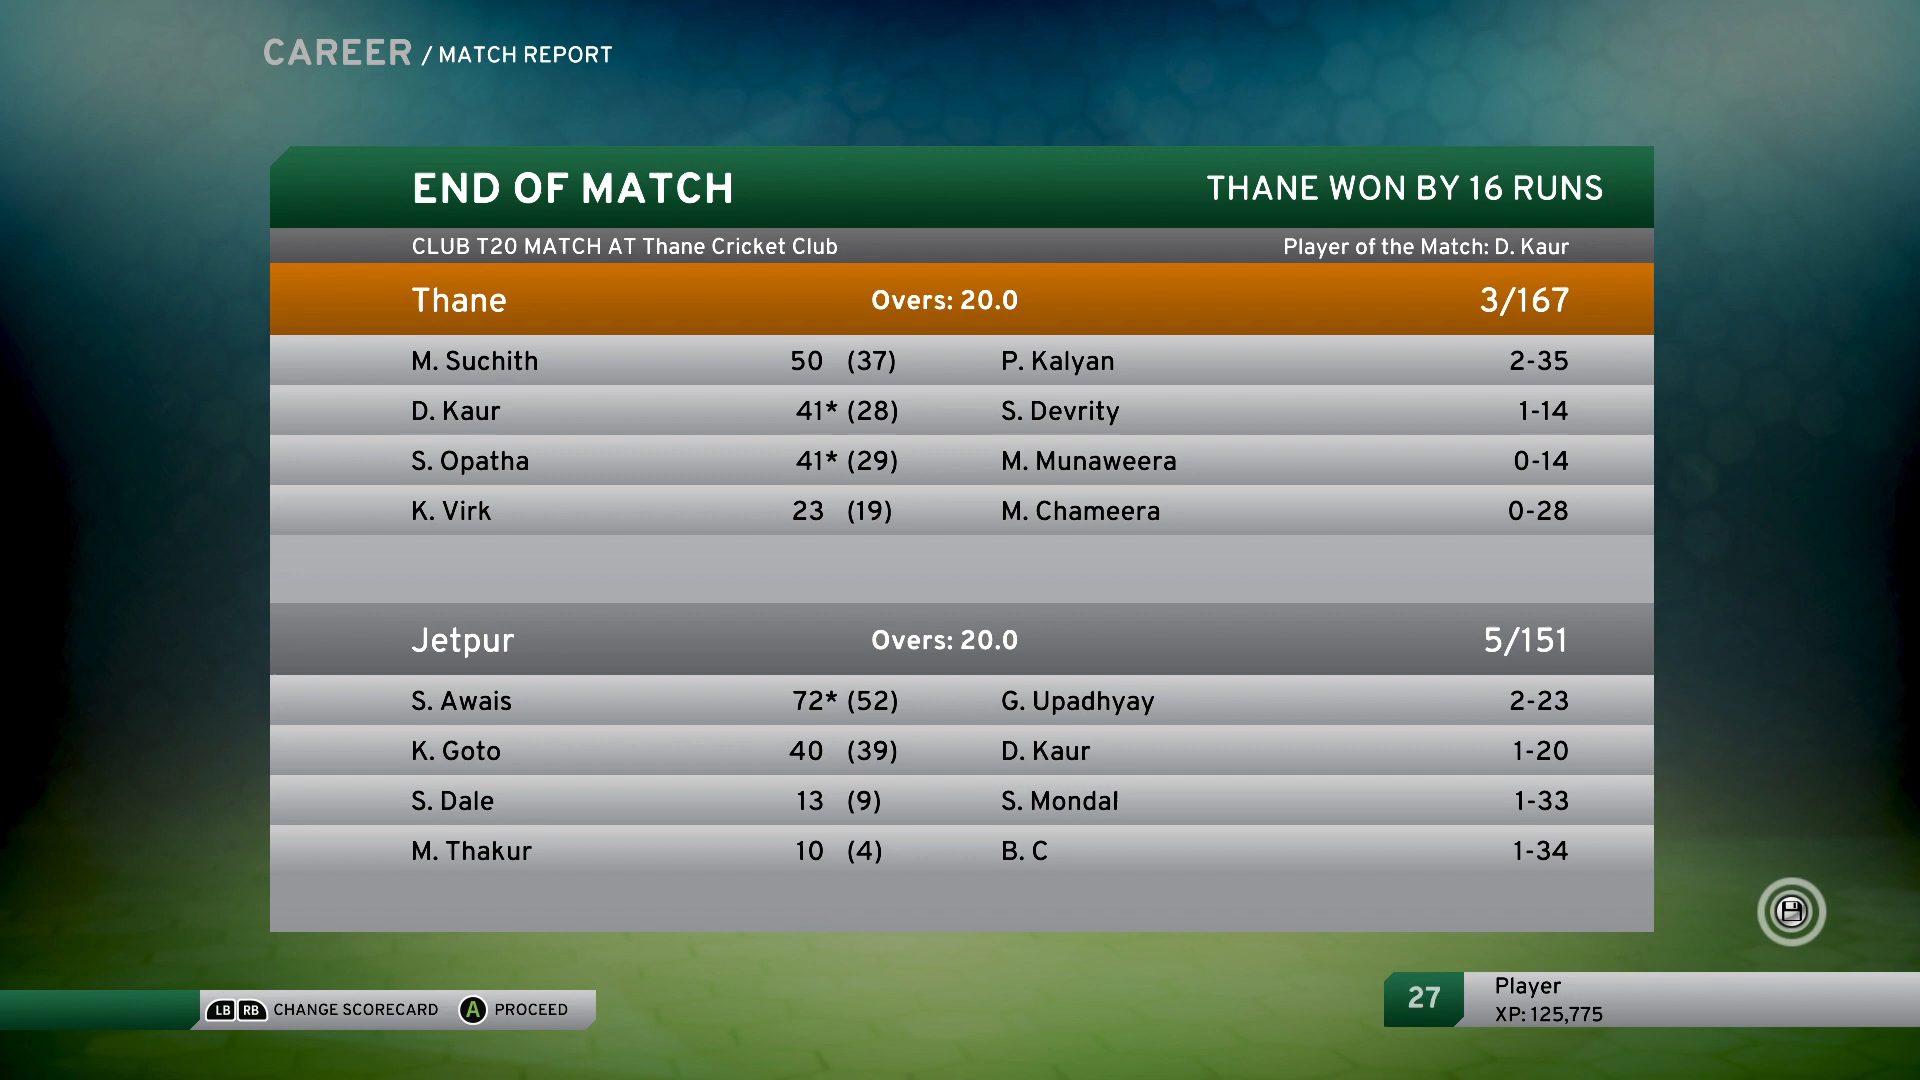 CAREER / MATCH REPORT
END OF MATCH THANE WON BY 16 RUNS
CLUB T20 MATCH AT Thane Cricket Club Player of the Match: D. Kaur
Thane Overs: 20.0 3/167
M. Suchith 50 (37) P. Kalyan 2-35
D. Kaur 41* (28) S. Devrity 1-14
S. Opatha 41* (29) M. Munaweera 0-14
K. Virk 23 (19) M. Chameera 0-28
Jetpur Overs: 20.0 5/151
S. Awais 72* (52) G. Upadhyay 2-23
K. Goto 40 (39) D. Kaur 1-20
S. Dale 13 (9) S. Mondal 1-33
M. Thakur 10 (4) B. C 1-34
LB RB CHANGE SCORECARD A PROCEED
27 Player
XP: 125,775